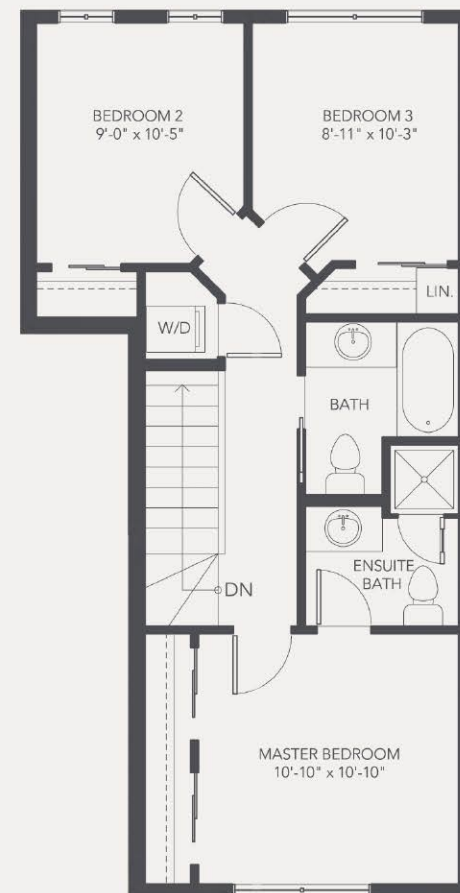 BEDROOM 2
9'-0" x 10'-5"
BEDROOM 3
8'-11" x 10'-3"
LIN.
W/D
BATH
ENSUITE
BATH
DN
MASTER BEDROOM
10'-10" x 10'-10"